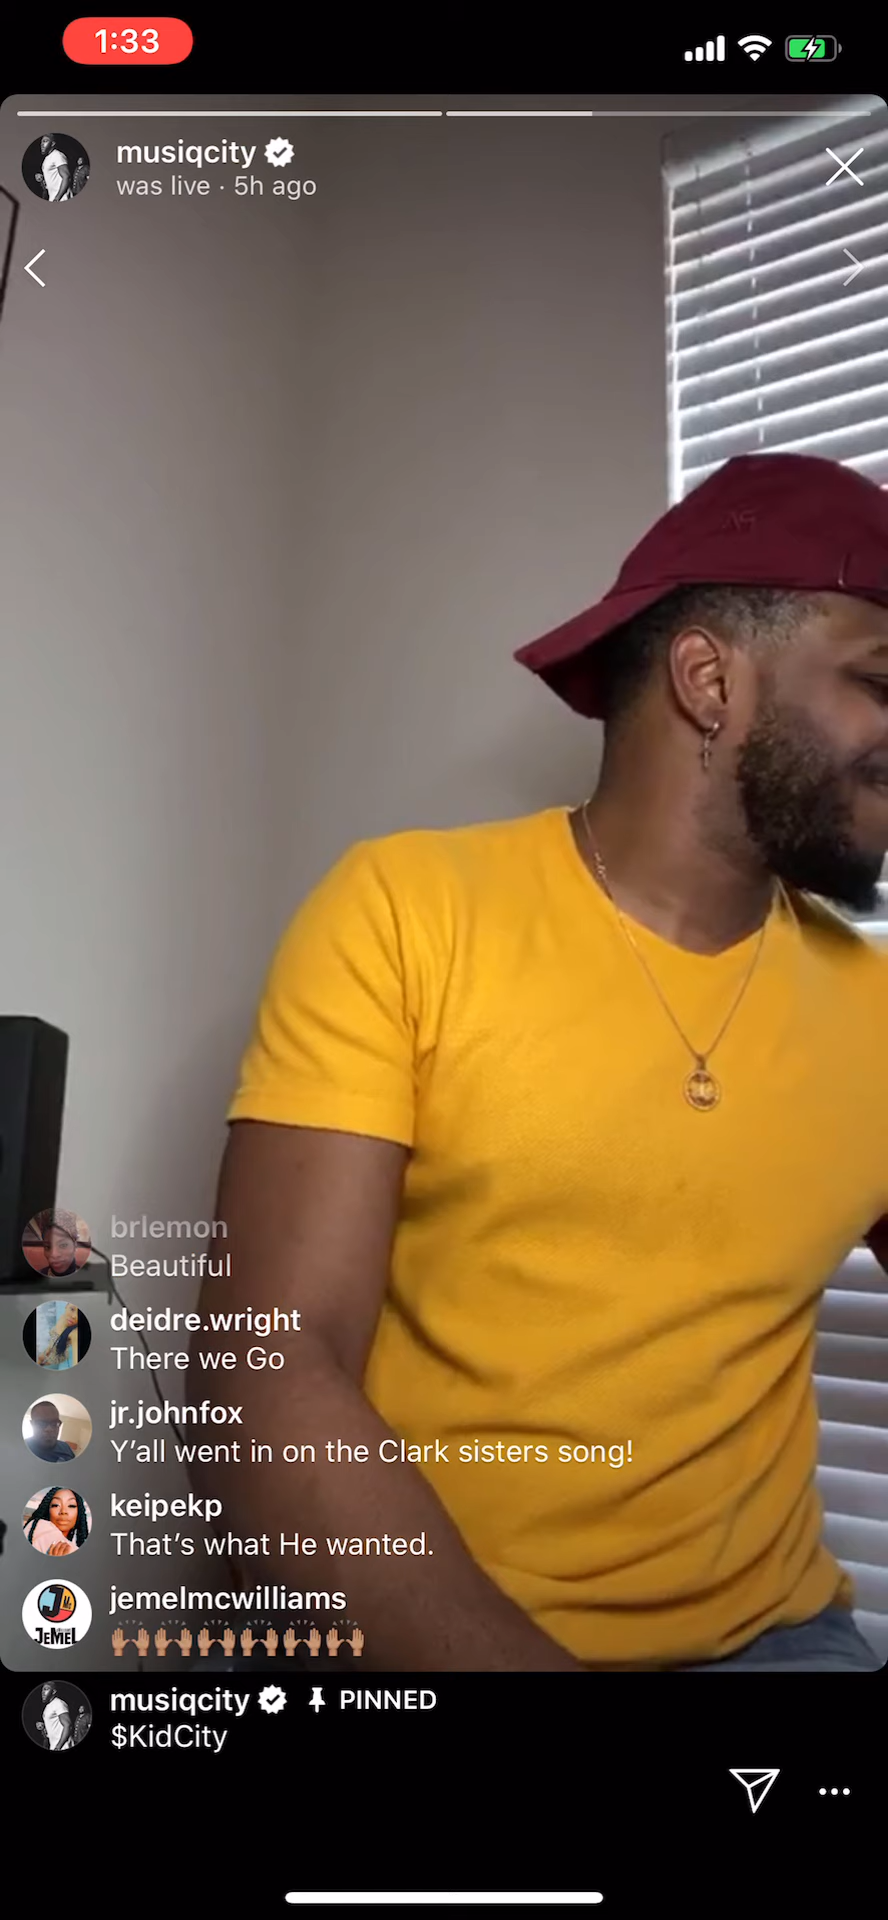 1:33
musiqcity
was live · 5h ago
brlemon
Beautiful
deidre.wright
There we Go
jr.johnfox
Y’all went in on the Clark sisters song!
keipekp
That’s what He wanted.
jemelmcwilliams
JEMEL
musiqcity PINNED
$KidCity